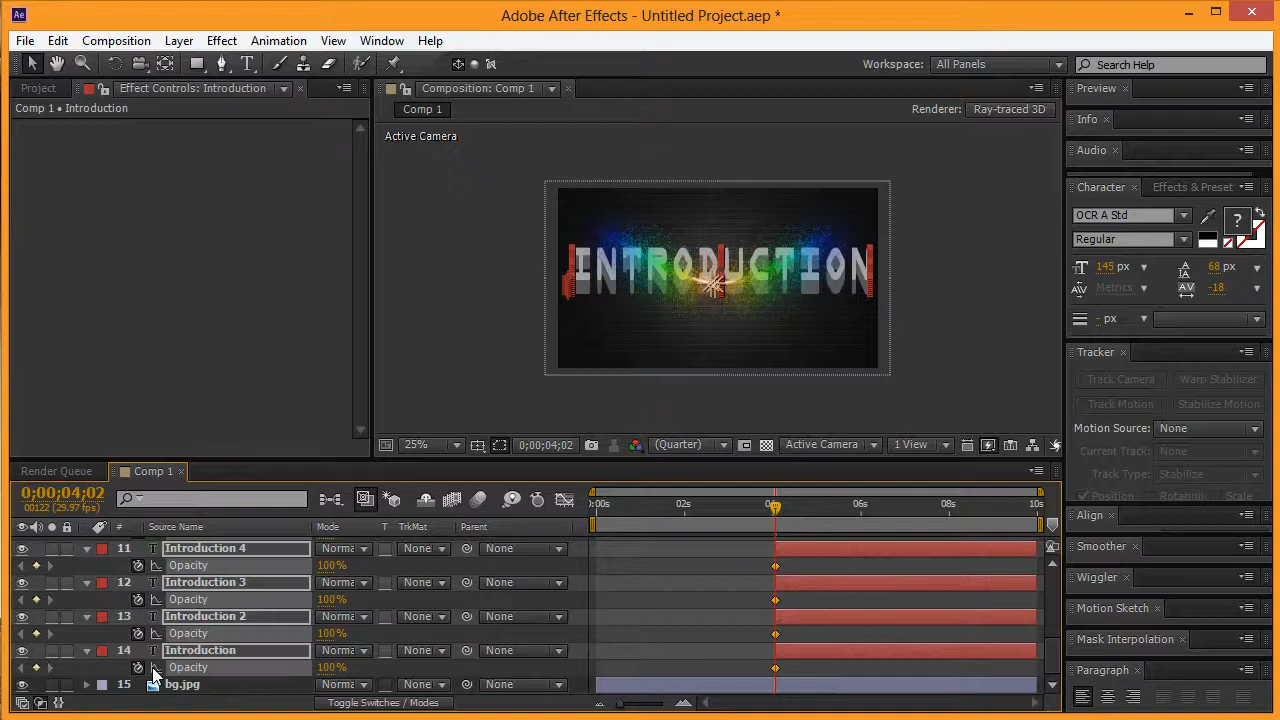 Ae
Adobe After Effects - Untitled Project.aep *
File Edit Composition Layer Effect Animation View Window Help
Workspace: All Panels
Search Help
Project
Effect Controls: Introduction
Comp 1 • Introduction
Composition: Comp 1
Comp 1
Renderer: Ray-traced 3D
Active Camera
INTRODUCTION
25%
0;00;04;02
(Quarter)
Active Camera
1 View
Preview
Info
Audio
Character
Effects & Preset
OCR A Std
Regular
?
145 px
68 px
Metrics
-18
- px
Tracker
Track Camera
Warp Stabilizer
Track Motion
Stabilize Motion
Motion Source: None
Current Track: None
Track Type: Stabilize
Position Rotation Scale
Align
Smoother
Wiggler
Motion Sketch
Mask Interpolation
Paragraph
Render Queue
Comp 1
0;00;04;02
00122 (29.97 fps)
# Source Name Mode T TrkMat Parent
:00s 02s 06s 08s 10s
11 Introduction 4 Norma None None
Opacity 100%
12 Introduction 3 Norma None None
Opacity 100%
13 Introduction 2 Norma None None
Opacity 100%
14 Introduction Norma None None
Opacity 100%
15 bg.jpg Norma None None
Toggle Switches / Modes